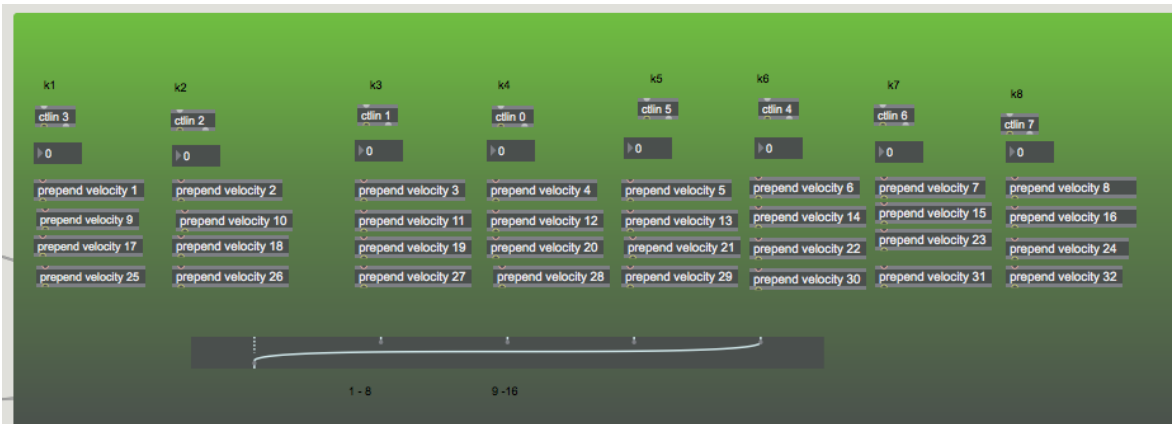 k1 k2 k3 k4 k5 k6 k7 k8
ctlin 3 ctlin 2 ctlin 1 ctlin 0 ctlin 5 ctlin 4 ctlin 6 ctlin 7
0 0 0 0 0 0 0 0
prepend velocity 1 prepend velocity 2 prepend velocity 3 prepend velocity 4 prepend velocity 5 prepend velocity 6 prepend velocity 7 prepend velocity 8
prepend velocity 9 prepend velocity 10 prepend velocity 11 prepend velocity 12 prepend velocity 13 prepend velocity 14 prepend velocity 15 prepend velocity 16
prepend velocity 17 prepend velocity 18 prepend velocity 19 prepend velocity 20 prepend velocity 21 prepend velocity 22 prepend velocity 23 prepend velocity 24
prepend velocity 25 prepend velocity 26 prepend velocity 27 prepend velocity 28 prepend velocity 29 prepend velocity 30 prepend velocity 31 prepend velocity 32
1 - 8 9 -16